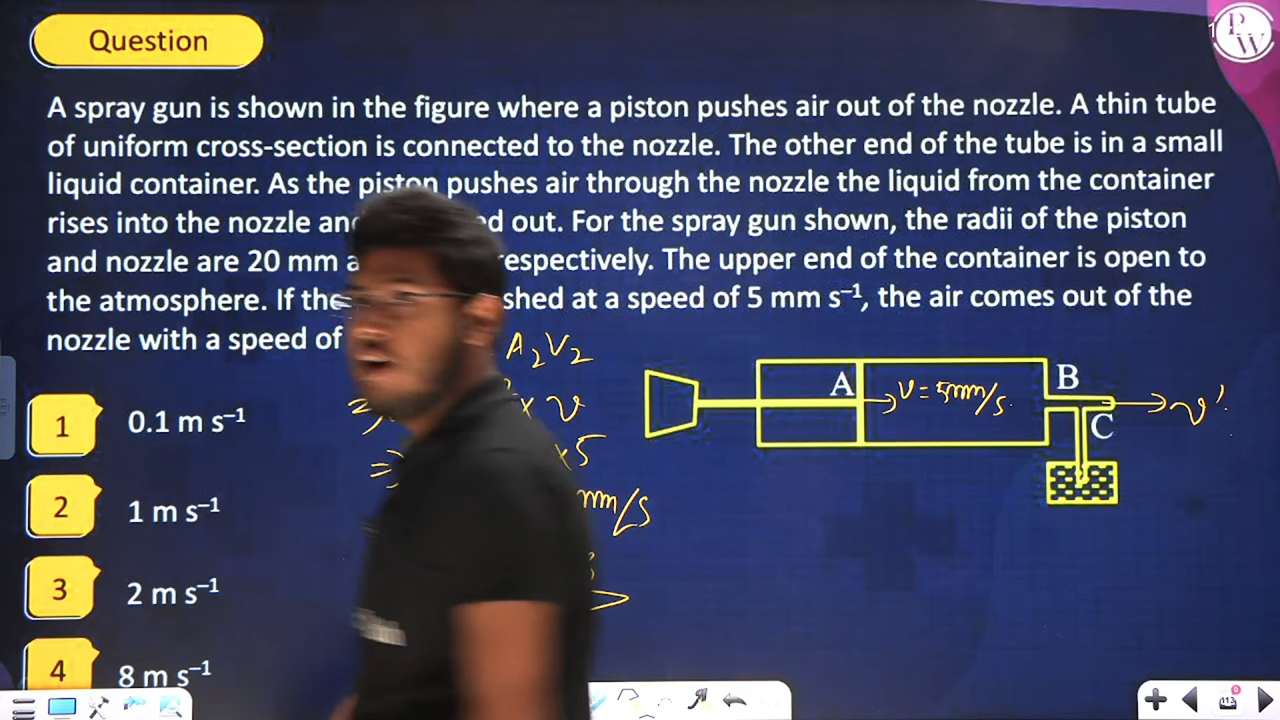 Question
PW
A spray gun is shown in the figure where a piston pushes air out of the nozzle. A thin tube
of uniform cross-section is connected to the nozzle. The other end of the tube is in a small
liquid container. As the piston pushes air through the nozzle the liquid from the container
rises into the nozzle and out. For the spray gun shown, the radii of the piston
and nozzle are 20 mm respectively. The upper end of the container is open to
the atmosphere. If the at a speed of 5 mm s⁻¹, the air comes out of the
nozzle with a speed of
A₂V₂
× v
×5
mm/s
1 0.1 m s⁻¹
2 1 m s⁻¹
3 2 m s⁻¹
4 8 m s⁻¹
A
V = 5mm/s.
B
C
v'